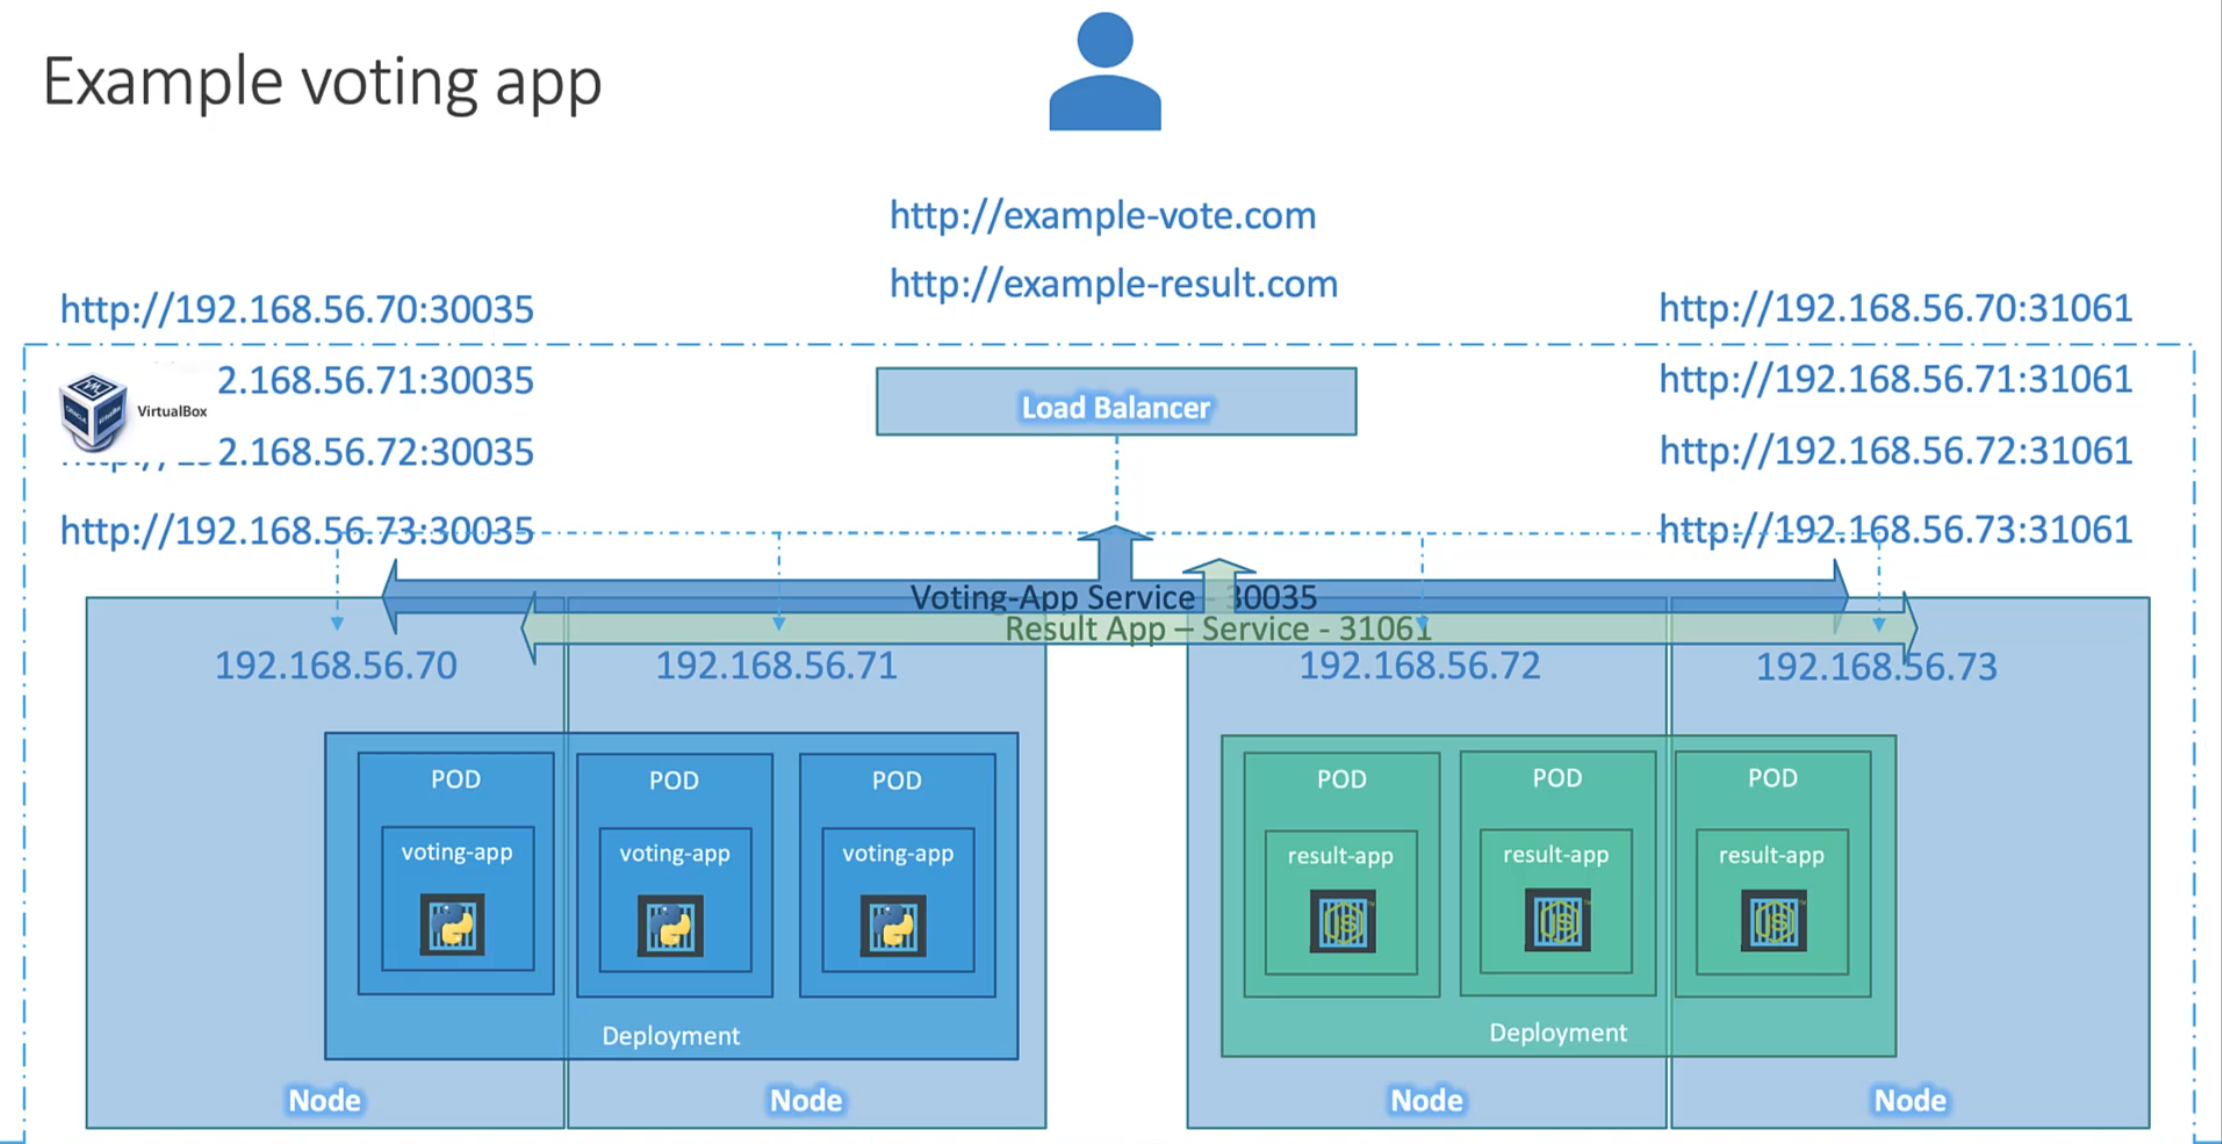 Example voting app
http://example-vote.com
http://example-result.com
http://192.168.56.70:30035
2.168.56.71:30035
2.168.56.72:30035
http://192.168.56.73:30035
VirtualBox
Load Balancer
http://192.168.56.70:31061
http://192.168.56.71:31061
http://192.168.56.72:31061
http://192.168.56.73:31061
Voting-App Service - 30035
Result App – Service - 31061
192.168.56.70
192.168.56.71
192.168.56.72
192.168.56.73
POD
voting-app
POD
voting-app
POD
voting-app
Deployment
POD
result-app
POD
result-app
POD
result-app
Deployment
Node
Node
Node
Node